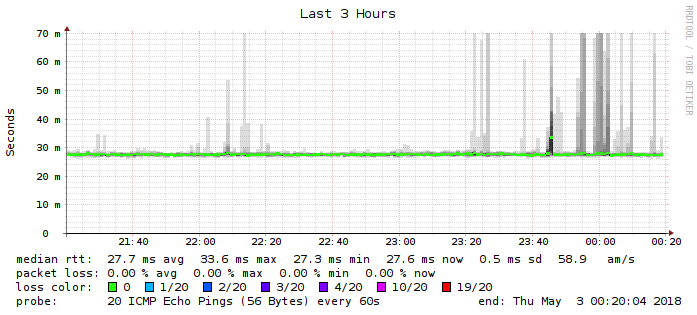 Last 3 Hours
RRDTOOL / TOBI OETIKER
Seconds
70 m
60 m
50 m
40 m
30 m
20 m
10 m
0
21:40 22:00 22:20 22:40 23:00 23:20 23:40 00:00 00:20
median rtt: 27.7 ms avg 33.6 ms max 27.3 ms min 27.6 ms now 0.5 ms sd 58.9 am/s
packet loss: 0.00 % avg 0.00 % max 0.00 % min 0.00 % now
loss color: 0 1/20 2/20 3/20 4/20 10/20 19/20
probe: 20 ICMP Echo Pings (56 Bytes) every 60s end: Thu May 3 00:20:04 2018